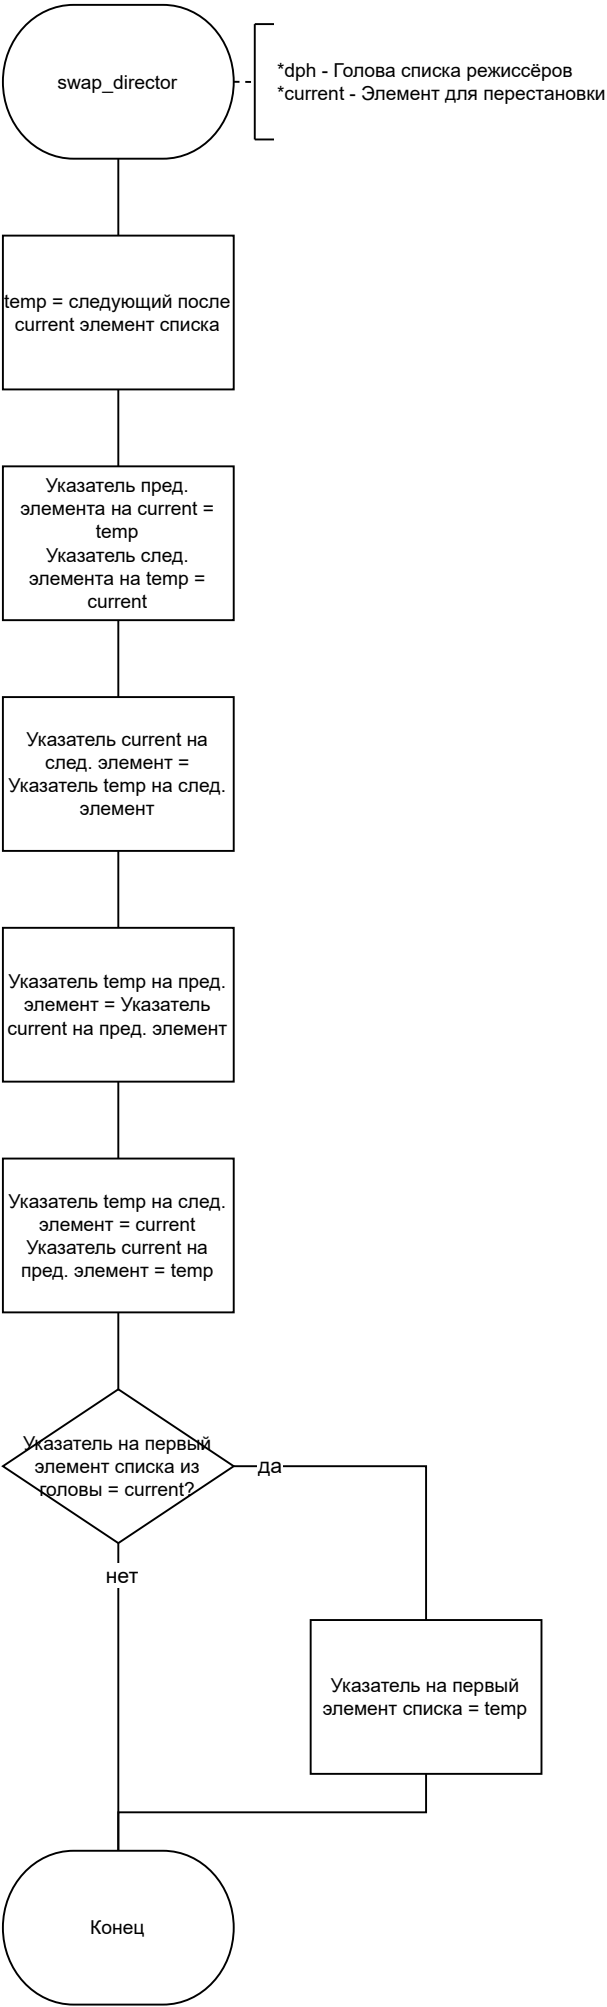 swap_director
*dph - Голова списка режиссёров
*current - Элемент для перестановки
temp = следующий после
current элемент списка
Указатель пред.
элемента на current =
temp
Указатель след.
элемента на temp =
current
Указатель current на
след. элемент =
Указатель temp на след.
элемент
Указатель temp на пред.
элемент = Указатель
current на пред. элемент
Указатель temp на след.
элемент = current
Указатель current на
пред. элемент = temp
Указатель на первый
элемент списка из
головы = current?
да
нет
Указатель на первый
элемент списка = temp
Конец